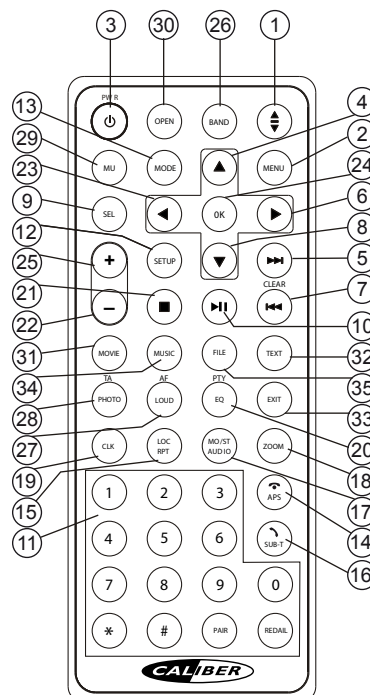 3 30 26 1
PWR
OPEN BAND
13 4
29 MU MODE MENU 2
23 24
9 SEL OK 6
12 8
25 + SETUP 5
21 CLEAR 7
22 − 10
31 MOVIE MUSIC FILE TEXT 32
34 35
TA AF PTY
28 PHOTO LOUD EQ EXIT 33
27 20
19 CLK LOC RPT MO/ST AUDIO ZOOM 18
15 17
11 1 2 3 APS 14
4 5 6 SUB-T 16
7 8 9 0
* # PAIR REDAIL
CALIBER